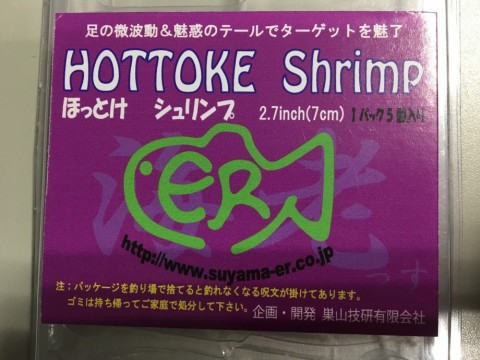 足の微波動＆魅惑のテールでターゲットを魅了
HOTTOKE Shrimp
ほっとけ シュリンプ 2.7inch(7cm) 1パック5個入り
ER
海老っす
http://www.suyama-er.co.jp
注：パッケージを釣り場で捨てると釣れなくなる呪文が掛けてあります。
ゴミは持ち帰ってご家庭で処分して下さい。
企画・開発 巣山技研有限会社